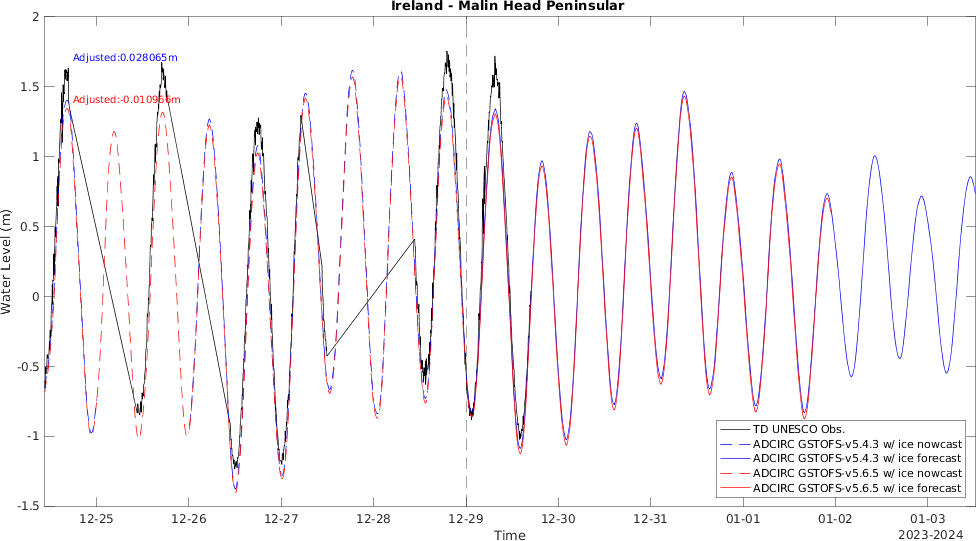 Ireland - Malin Head Peninsular
Adjusted:0.028065m
Adjusted:-0.010966m
Water Level (m)
2
1.5
1
0.5
0
-0.5
-1
-1.5
12-25 12-26 12-27 12-28 12-29 12-30 12-31 01-01 01-02 01-03
Time
2023-2024
TD UNESCO Obs.
ADCIRC GSTOFS-v5.4.3 w/ ice nowcast
ADCIRC GSTOFS-v5.4.3 w/ ice forecast
ADCIRC GSTOFS-v5.6.5 w/ ice nowcast
ADCIRC GSTOFS-v5.6.5 w/ ice forecast